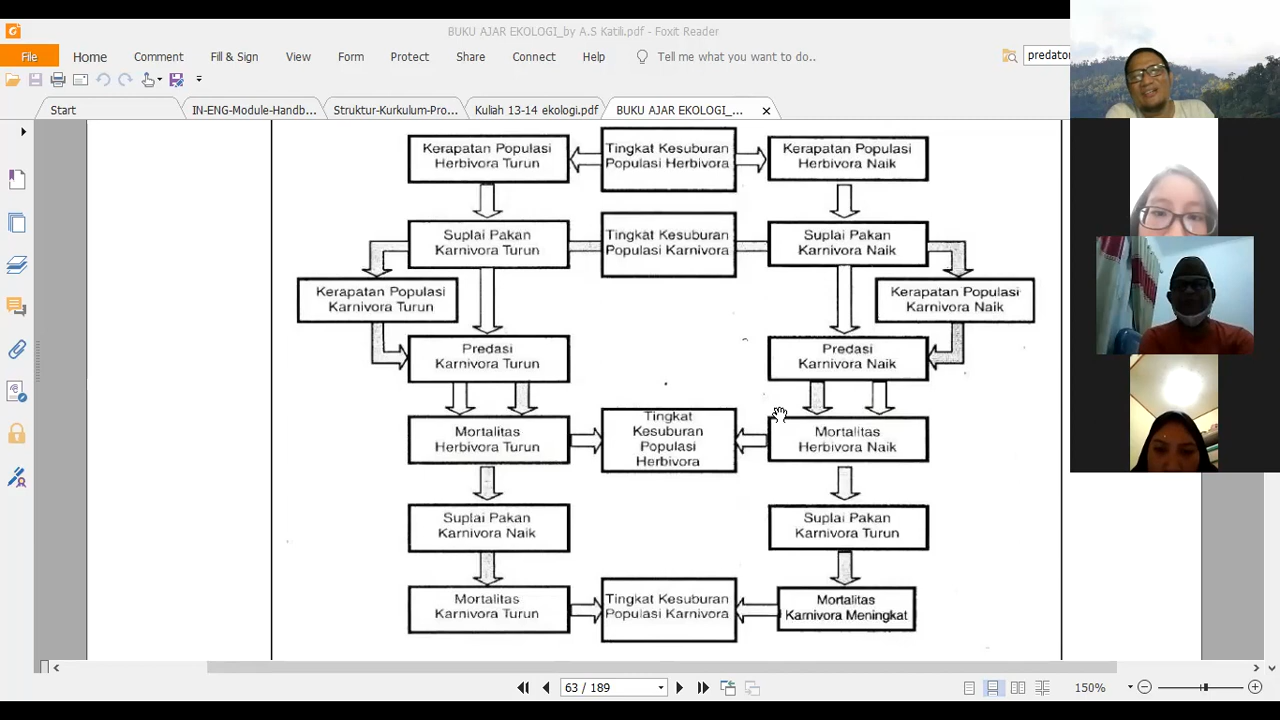 BUKU AJAR EKOLOGI_by A.S Katili.pdf - Foxit Reader
File
Home
Comment
Fill & Sign
View
Form
Protect
Share
Connect
Help
Tell me what you want to do..
predator
Start
IN-ENG-Module-Handb...
Struktur-Kurkulum-Pro...
Kuliah 13-14 ekologi.pdf
BUKU AJAR EKOLOGI_...
Kerapatan Populasi
Herbivora Turun
Tingkat Kesuburan
Populasi Herbivora
Kerapatan Populasi
Herbivora Naik
Suplai Pakan
Karnivora Turun
Tingkat Kesuburan
Populasi Karnivora
Suplai Pakan
Karnivora Naik
Kerapatan Populasi
Karnivora Turun
Kerapatan Populasi
Karnivora Naik
Predasi
Karnivora Turun
Predasi
Karnivora Naik
Mortalitas
Herbivora Turun
Tingkat
Kesuburan
Populasi
Herbivora
Mortalitas
Herbivora Naik
Suplai Pakan
Karnivora Naik
Suplai Pakan
Karnivora Turun
Mortalitas
Karnivora Turun
Tingkat Kesuburan
Populasi Karnivora
Mortalitas
Karnivora Meningkat
63 / 189
150%